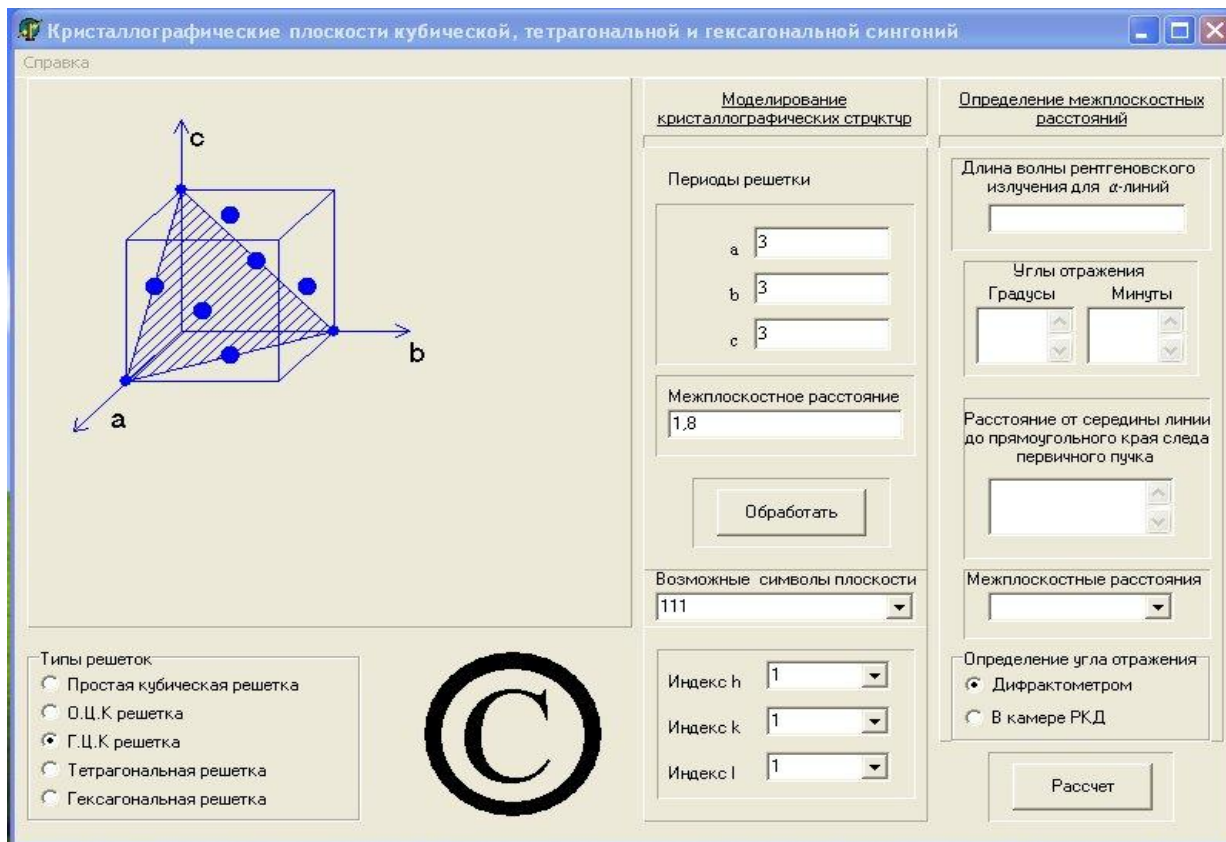 Кристаллографические плоскости кубической, тетрагональной и гексагональной сингоний
Справка
c
b
a
Типы решеток
Простая кубическая решетка
О.Ц.К решетка
Г.Ц.К решетка
Тетрагональная решетка
Гексагональная решетка
C
Моделирование
кристаллографических структур
Периоды решетки
a 3
b 3
c 3
Межплоскостное расстояние
1,8
Обработать
Возможные символы плоскости
111
Индекс h 1
Индекс k 1
Индекс l 1
Определение межплоскостных
расстояний
Длина волны рентгеновского
излучения для α-линий
Углы отражения
Градусы Минуты
Расстояние от середины линии
до прямоугольного края следа
первичного пучка
Межплоскостные расстояния
Определение угла отражения
Дифрактометром
В камере РКД
Рассчет